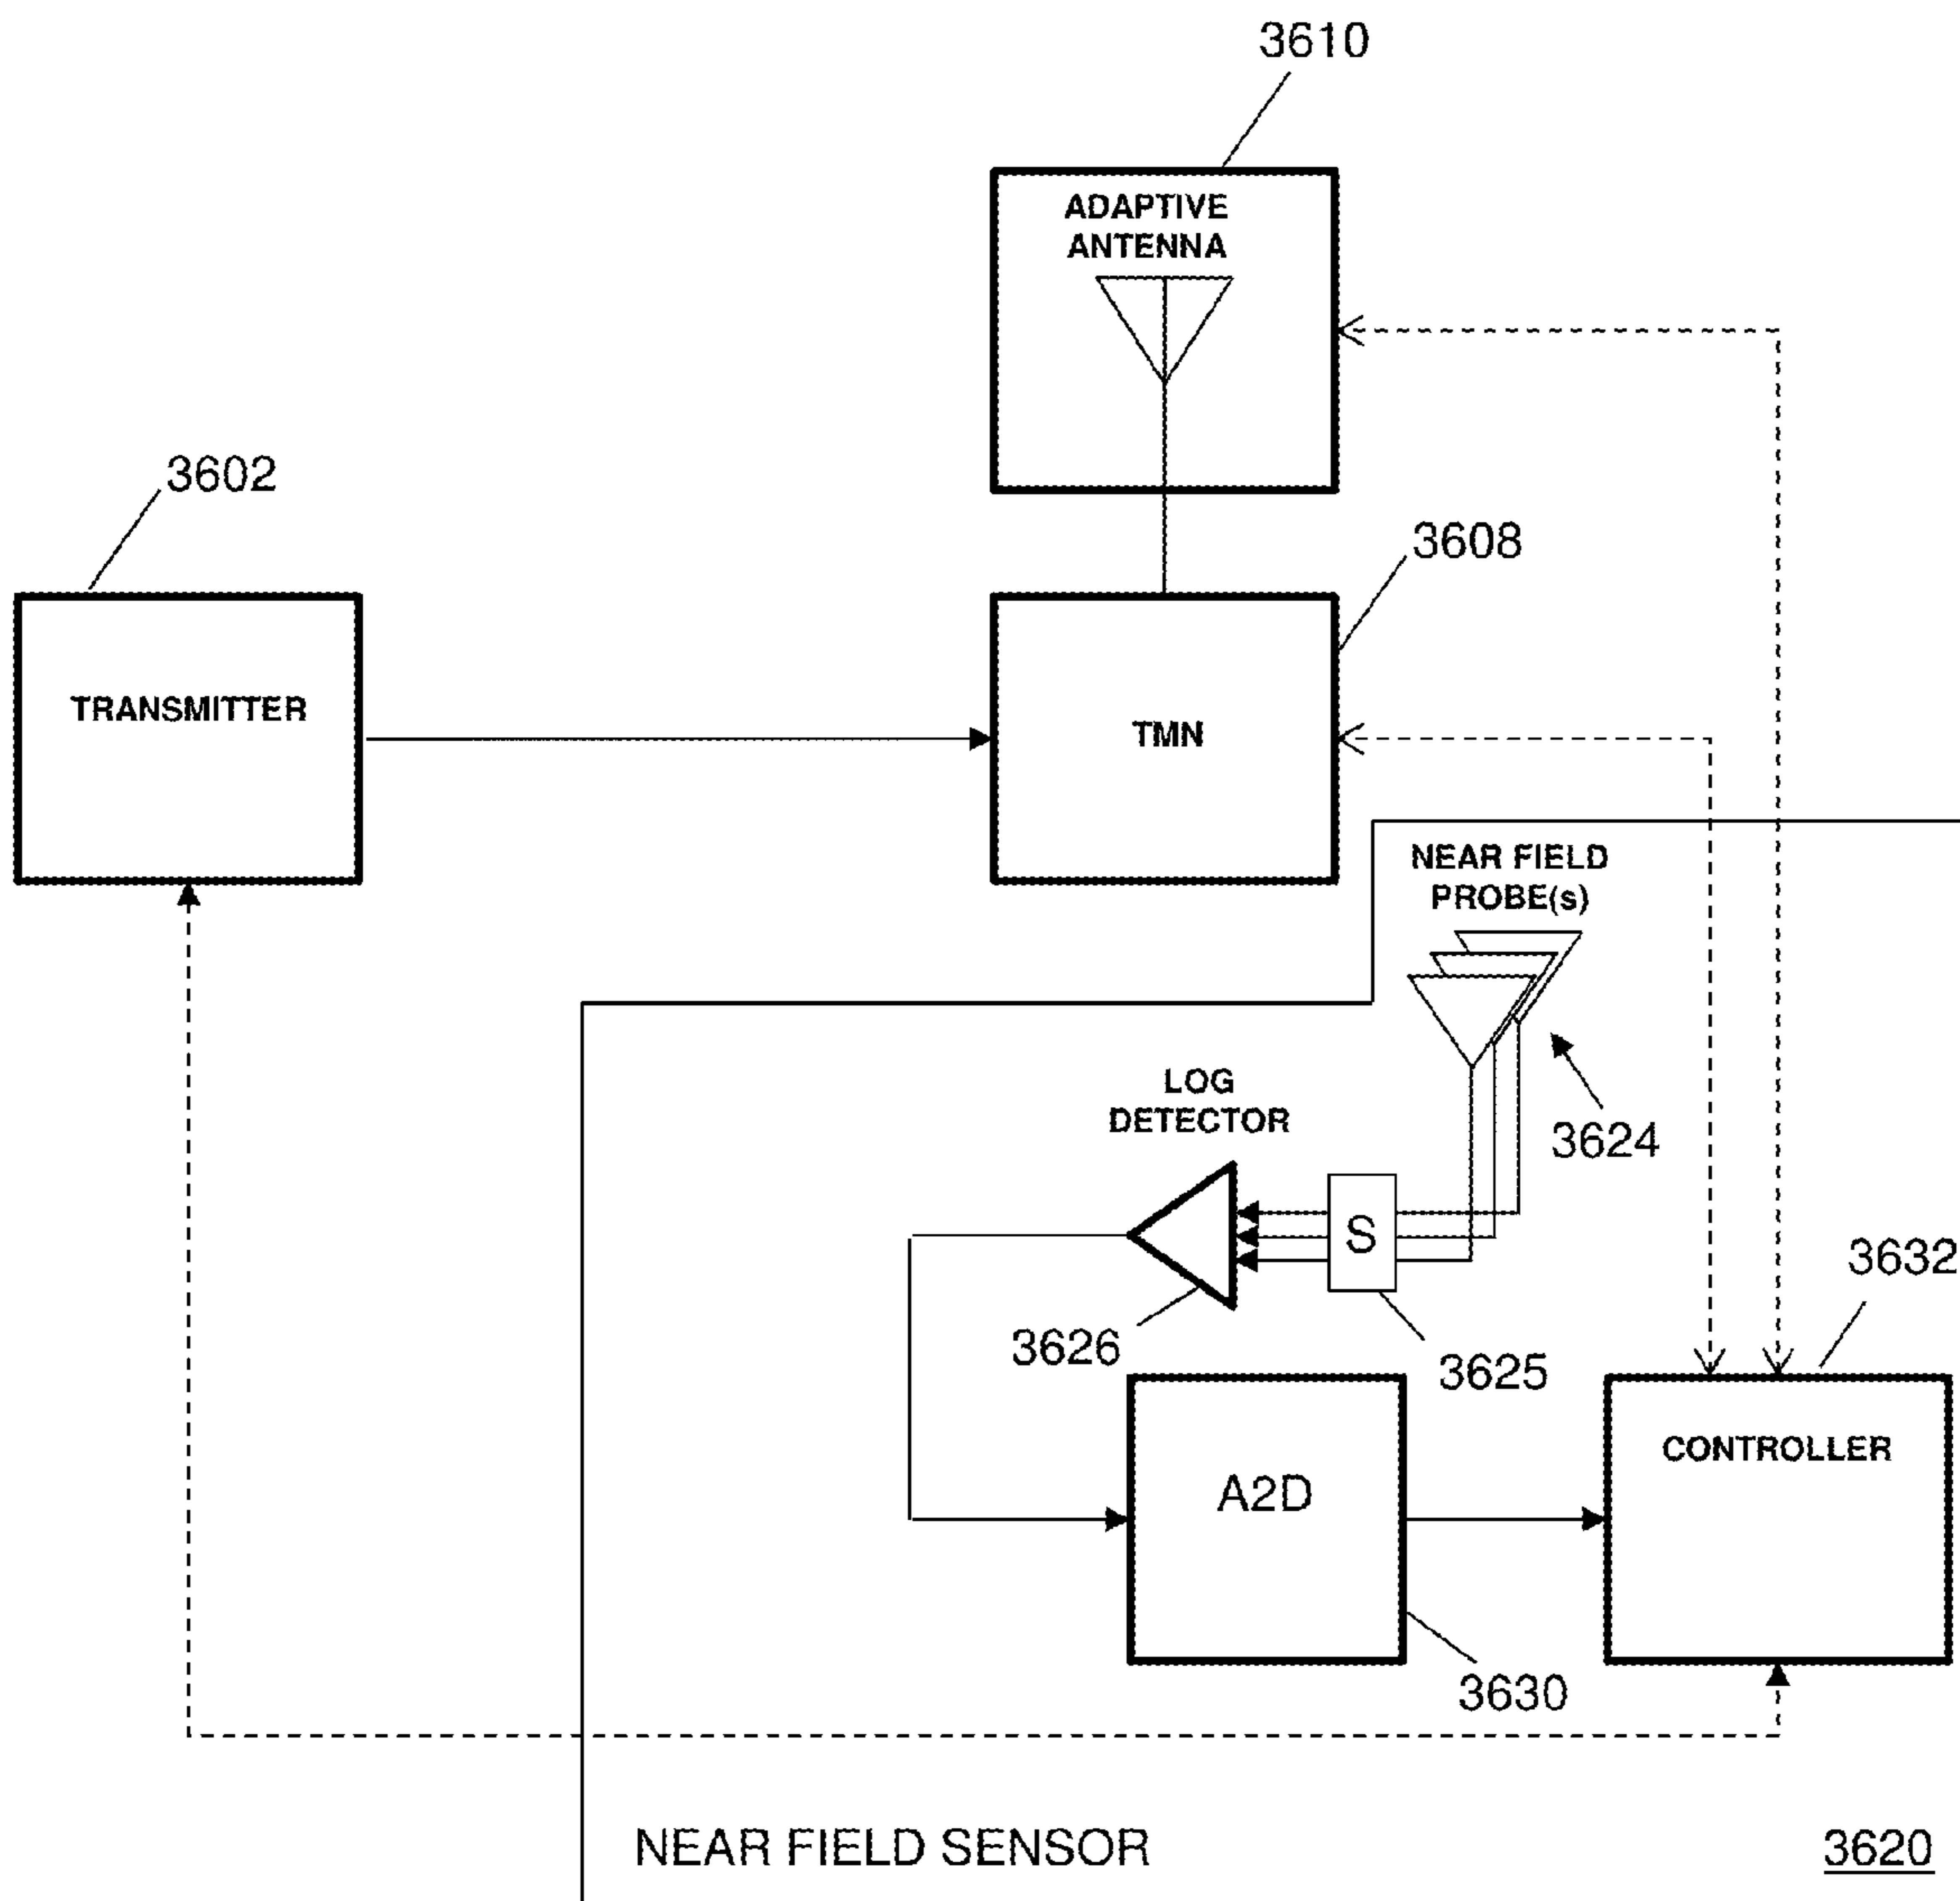 3610
ADAPTIVE
ANTENNA
3602
3608
TRANSMITTER
TMN
NEAR FIELD
PROBE(s)
LOG
DETECTOR
3624
S
3632
3626
3625
A2D
CONTROLLER
3630
NEAR FIELD SENSOR
3620